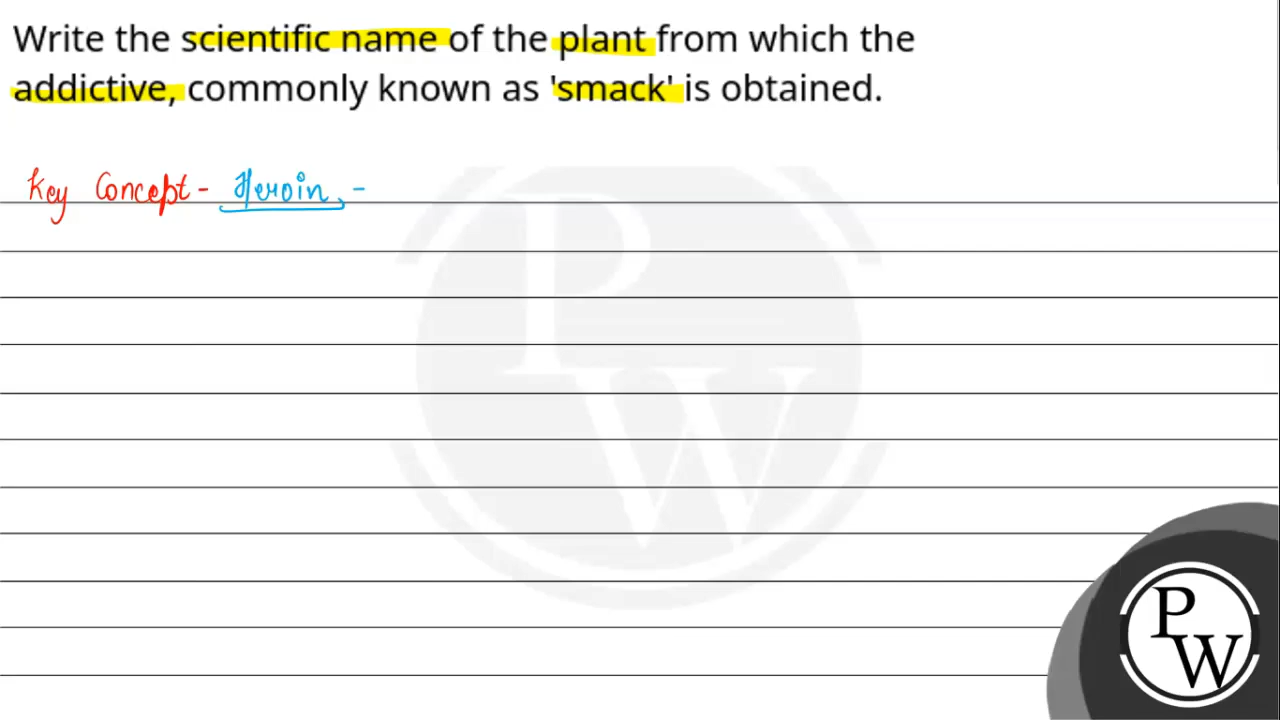 Write the scientific name of the plant from which the
addictive, commonly known as 'smack' is obtained.
Key Concept - Heroin, -
P
W
P
W